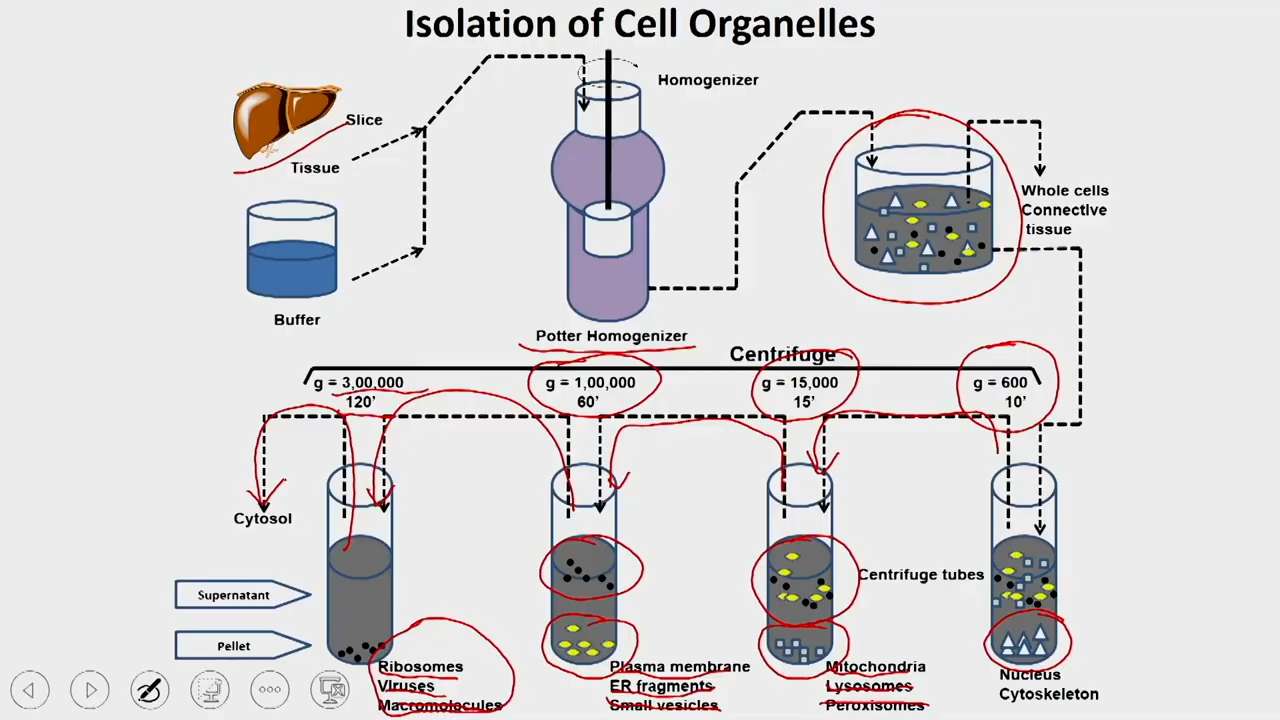 Isolation of Cell Organelles
Homogenizer
Slice
Tissue
Whole cells
Connective
tissue
Buffer
Potter Homogenizer
Centrifuge
g = 3,00,000
120'
g = 1,00,000
60'
g = 15,000
15'
g = 600
10'
Cytosol
Centrifuge tubes
Supernatant
Pellet
Ribosomes
Viruses
Macromolecules
Plasma membrane
ER fragments
Small vesicles
Mitochondria
Lysosomes
Peroxisomes
Nucleus
Cytoskeleton